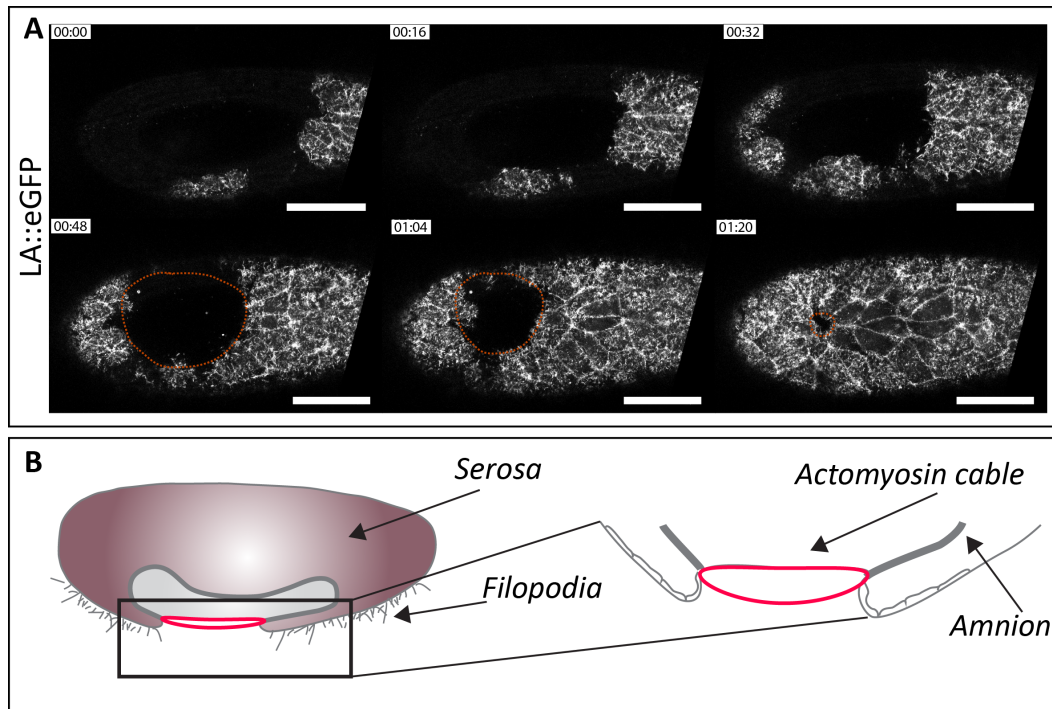 A
00:00
00:16
00:32
LA::eGFP
00:48
01:04
01:20
B
Serosa
Actomyosin cable
Filopodia
Amnion